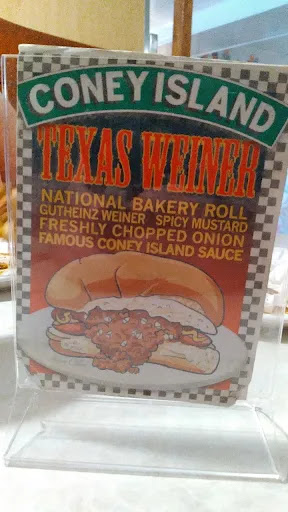 CONEY ISLAND
TEXAS WEINER
NATIONAL BAKERY ROLL
GUTHEINZ WEINER SPICY MUSTARD
FRESHLY CHOPPED ONION
FAMOUS CONEY ISLAND SAUCE